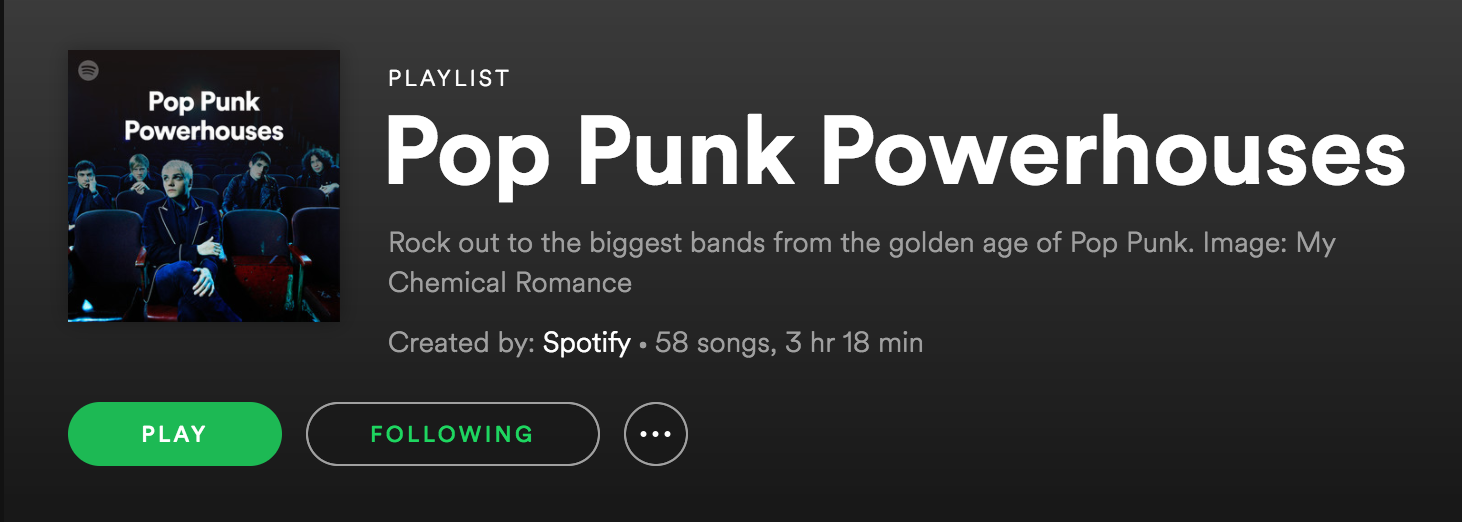 Pop Punk
Powerhouses
PLAYLIST
Pop Punk Powerhouses
Rock out to the biggest bands from the golden age of Pop Punk. Image: My
Chemical Romance
Created by: Spotify • 58 songs, 3 hr 18 min
PLAY
FOLLOWING